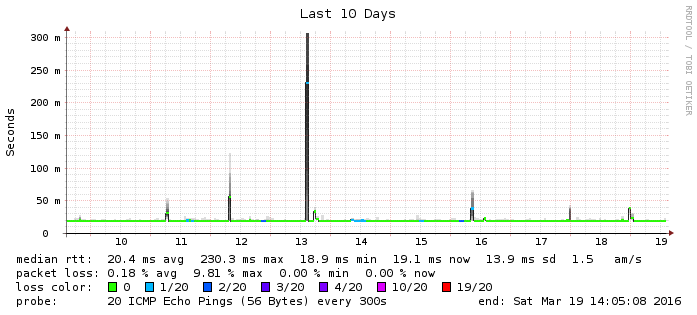 Last 10 Days
RRDTOOL / TOBI OETIKER
Seconds
300 m
250 m
200 m
150 m
100 m
50 m
0
10 11 12 13 14 15 16 17 18 19
median rtt: 20.4 ms avg 230.3 ms max 18.9 ms min 19.1 ms now 13.9 ms sd 1.5 am/s
packet loss: 0.18 % avg 9.81 % max 0.00 % min 0.00 % now
loss color: 0 1/20 2/20 3/20 4/20 10/20 19/20
probe: 20 ICMP Echo Pings (56 Bytes) every 300s end: Sat Mar 19 14:05:08 2016